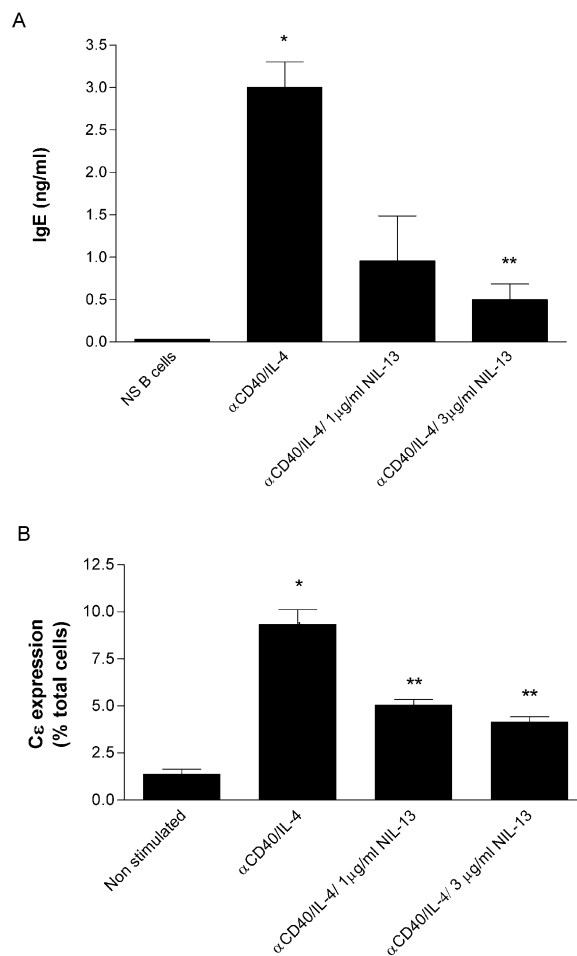 A
IgE (ng/ml)
3.5
*
3.0
2.5
2.0
1.5
1.0
**
0.5
0.0
NS B cells
αCD40/IL-4
αCD40/IL-4/ 1μg/ml NIL-13
αCD40/IL-4/ 3μg/ml NIL-13
B
Cε expression
(% total cells)
12.5
*
10.0
7.5
**
**
5.0
2.5
0.0
Non stimulated
αCD40/IL-4
αCD40/IL-4/ 1μg/ml NIL-13
αCD40/IL-4/ 3 μg/ml NIL-13